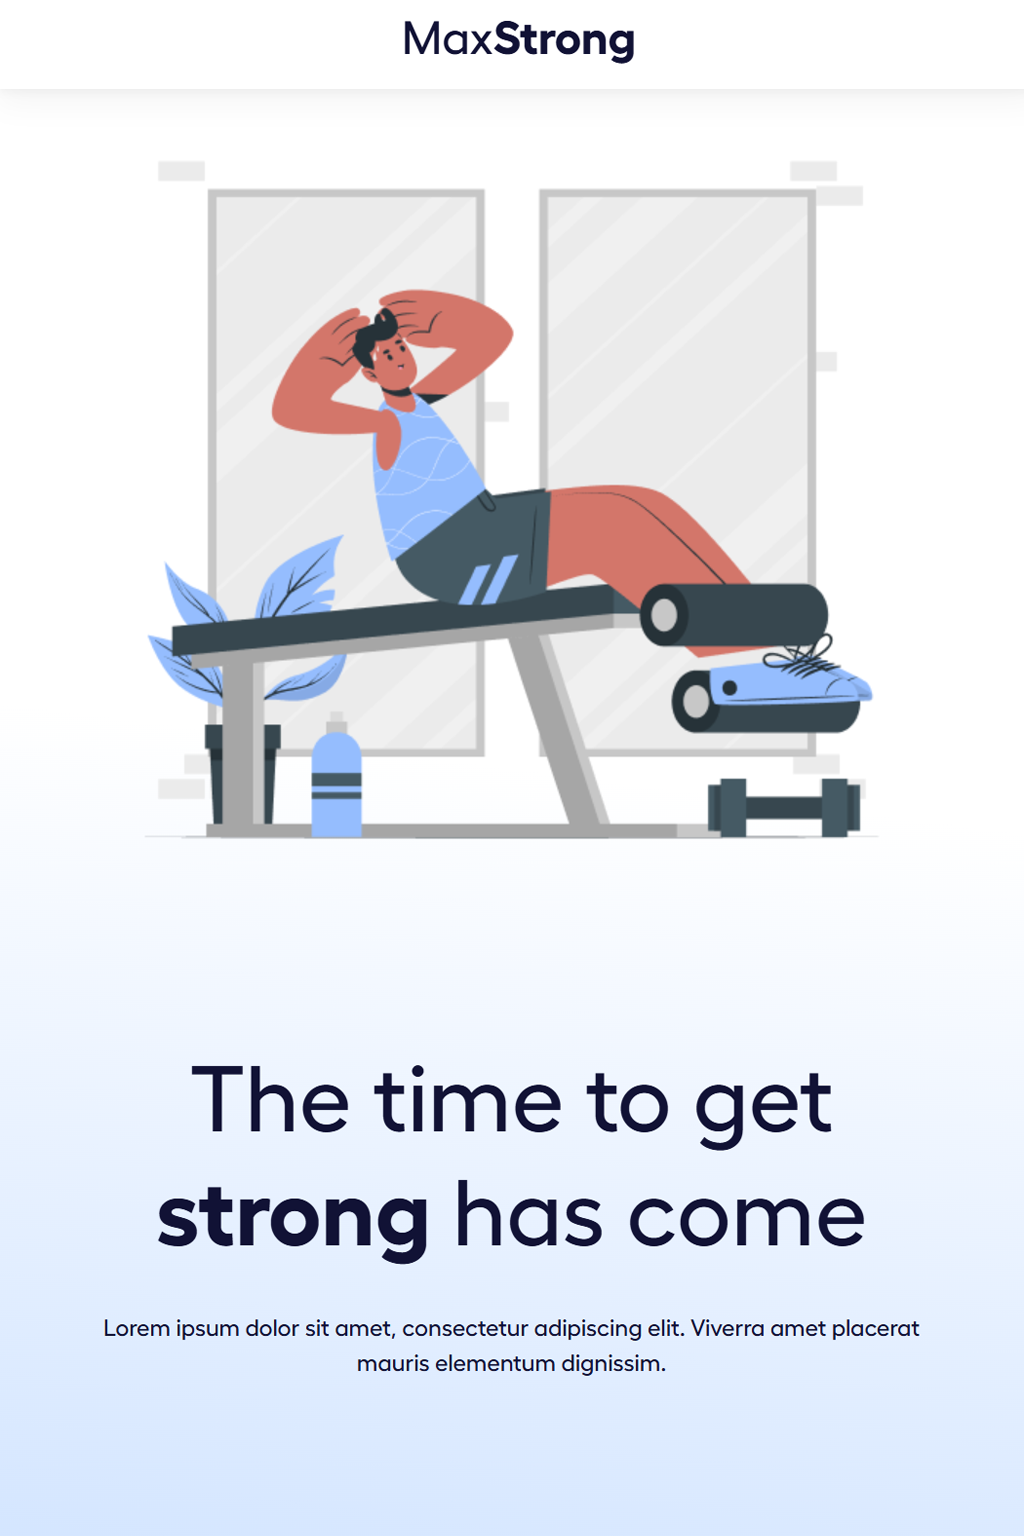 MaxStrong
The time to get
strong has come
Lorem ipsum dolor sit amet, consectetur adipiscing elit. Viverra amet placerat
mauris elementum dignissim.